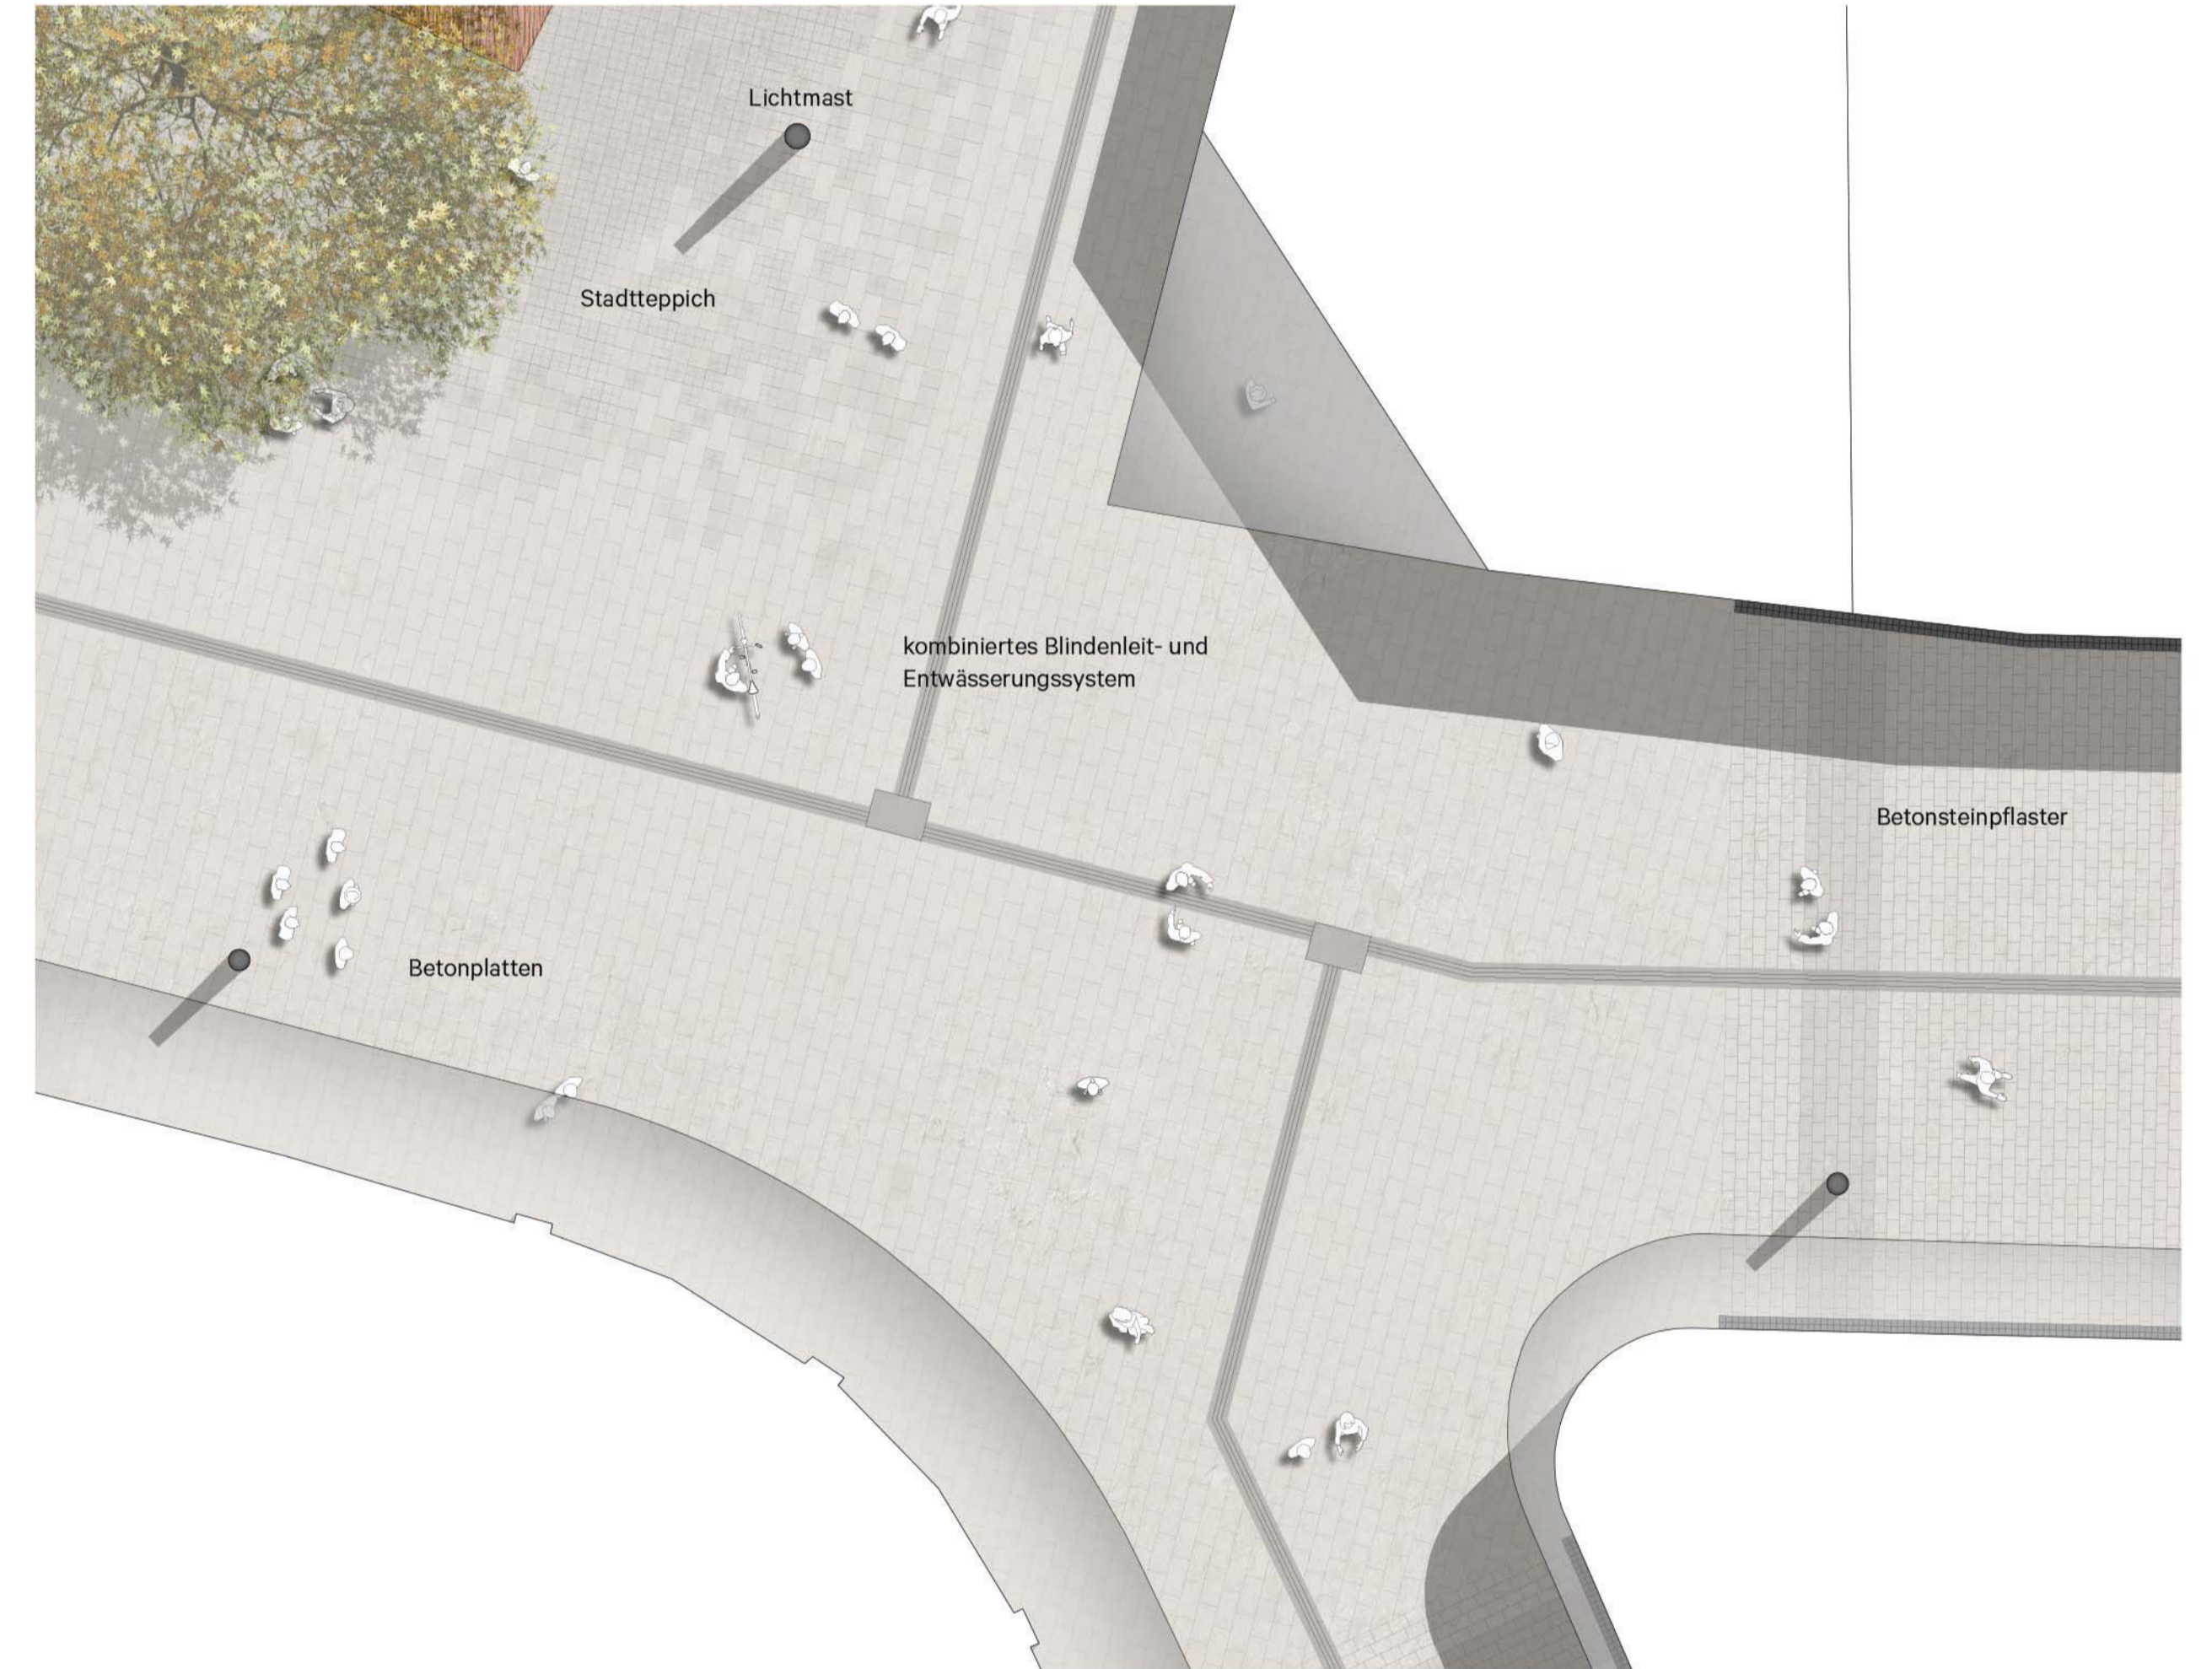 Lichtmast
Stadtteppich
kombiniertes Blindenleit- und
Entwässerungssystem
Betonsteinpflaster
Betonplatten